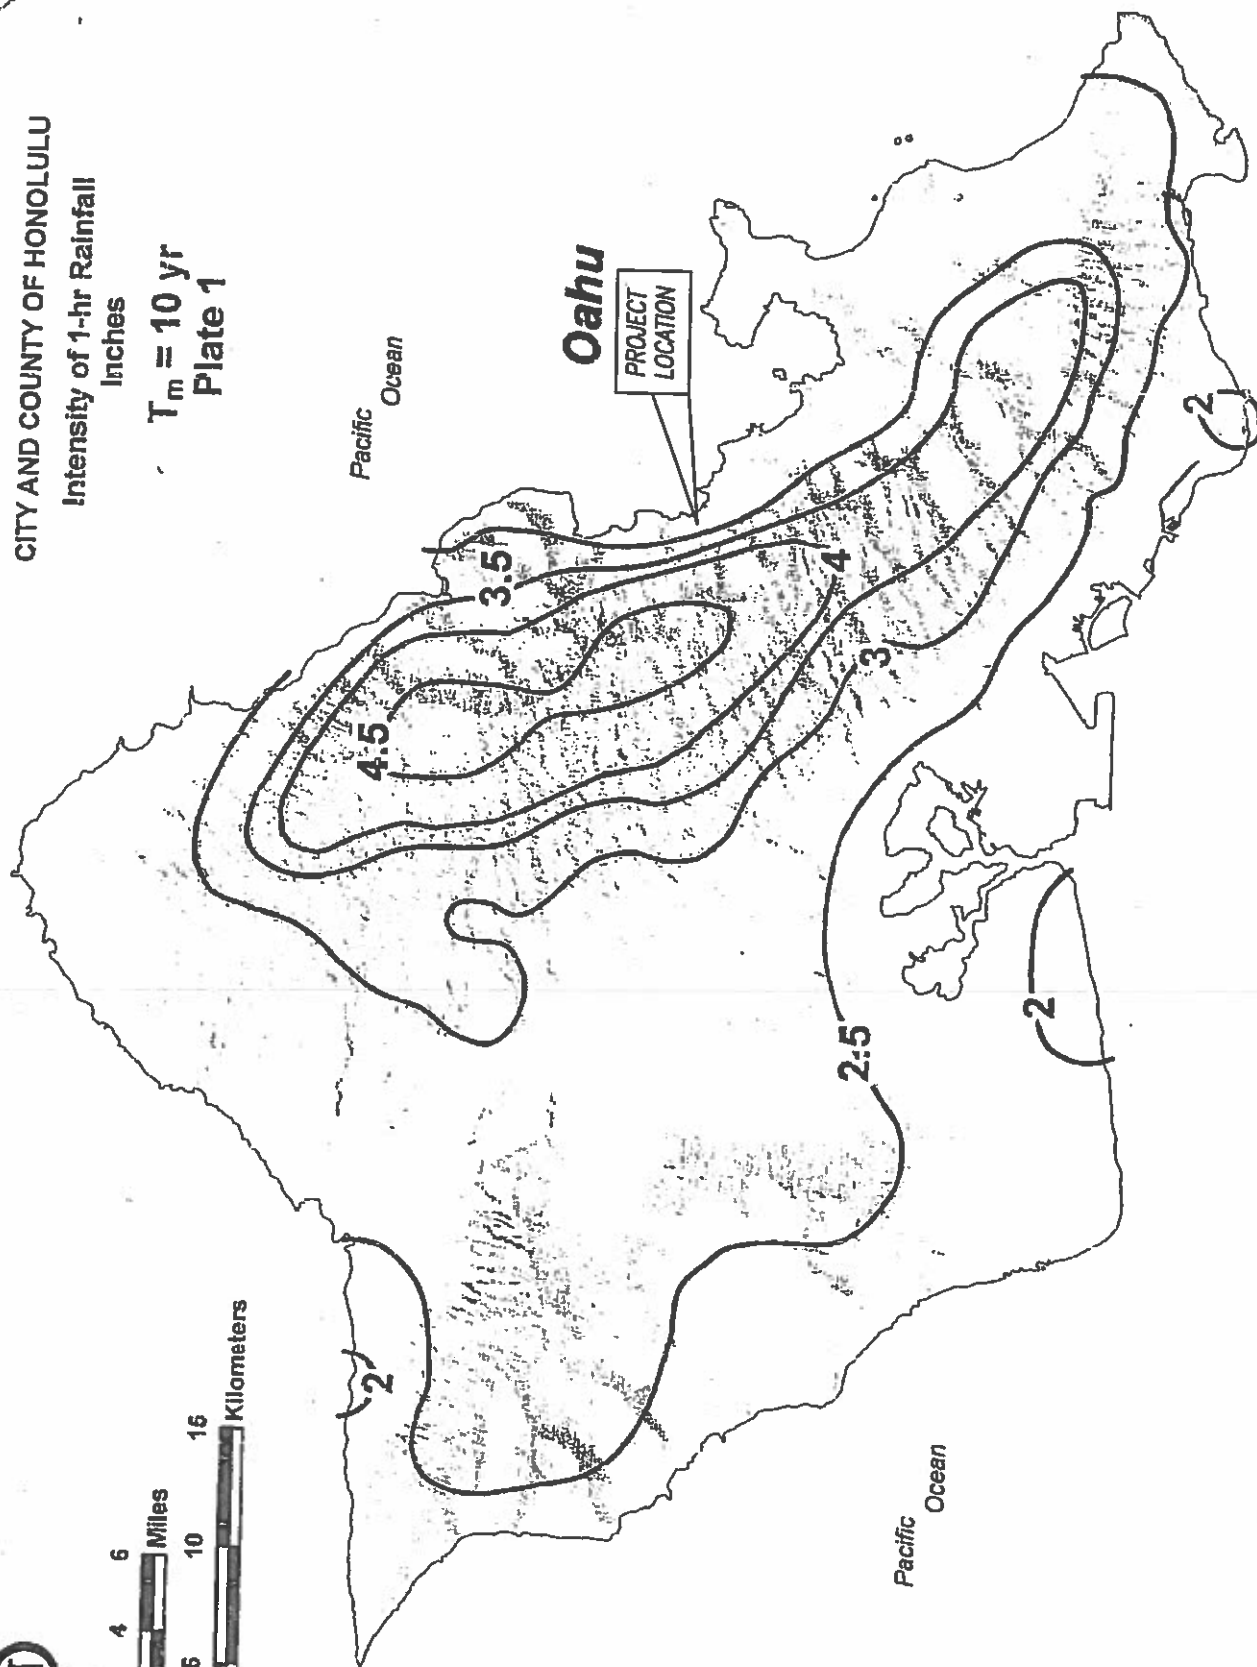 CITY AND COUNTY OF HONOLULU
Intensity of 1-hr Rainfall
Inches
Tm = 10 yr
Plate 1
Pacific
Ocean
Oahu
PROJECT
LOCATION
3.5
4.5
4
3
2.5
2
2
2
4
6
Miles
10
15
Kilometers
Pacific
Ocean